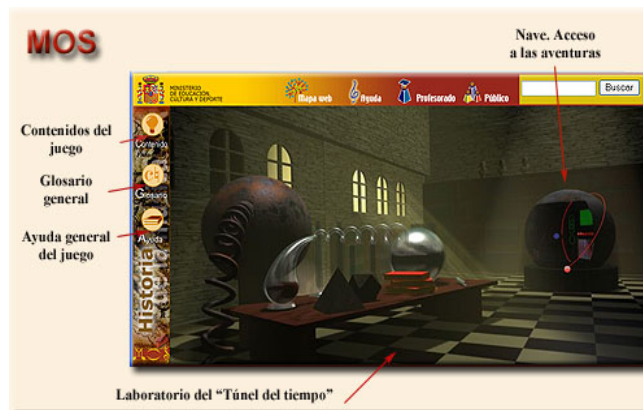 MOS
Nave. Acceso
a las aventuras
MINISTERIO
DE EDUCACIÓN,
CULTURA Y DEPORTE
Mapa web
Ayuda
Profesorado
Público
Buscar
Contenidos del
juego
Contenido
Glosario
general
Glosario
Ayuda general
del juego
Ayuda
Historia
MOS
Laboratorio del “Túnel del tiempo”